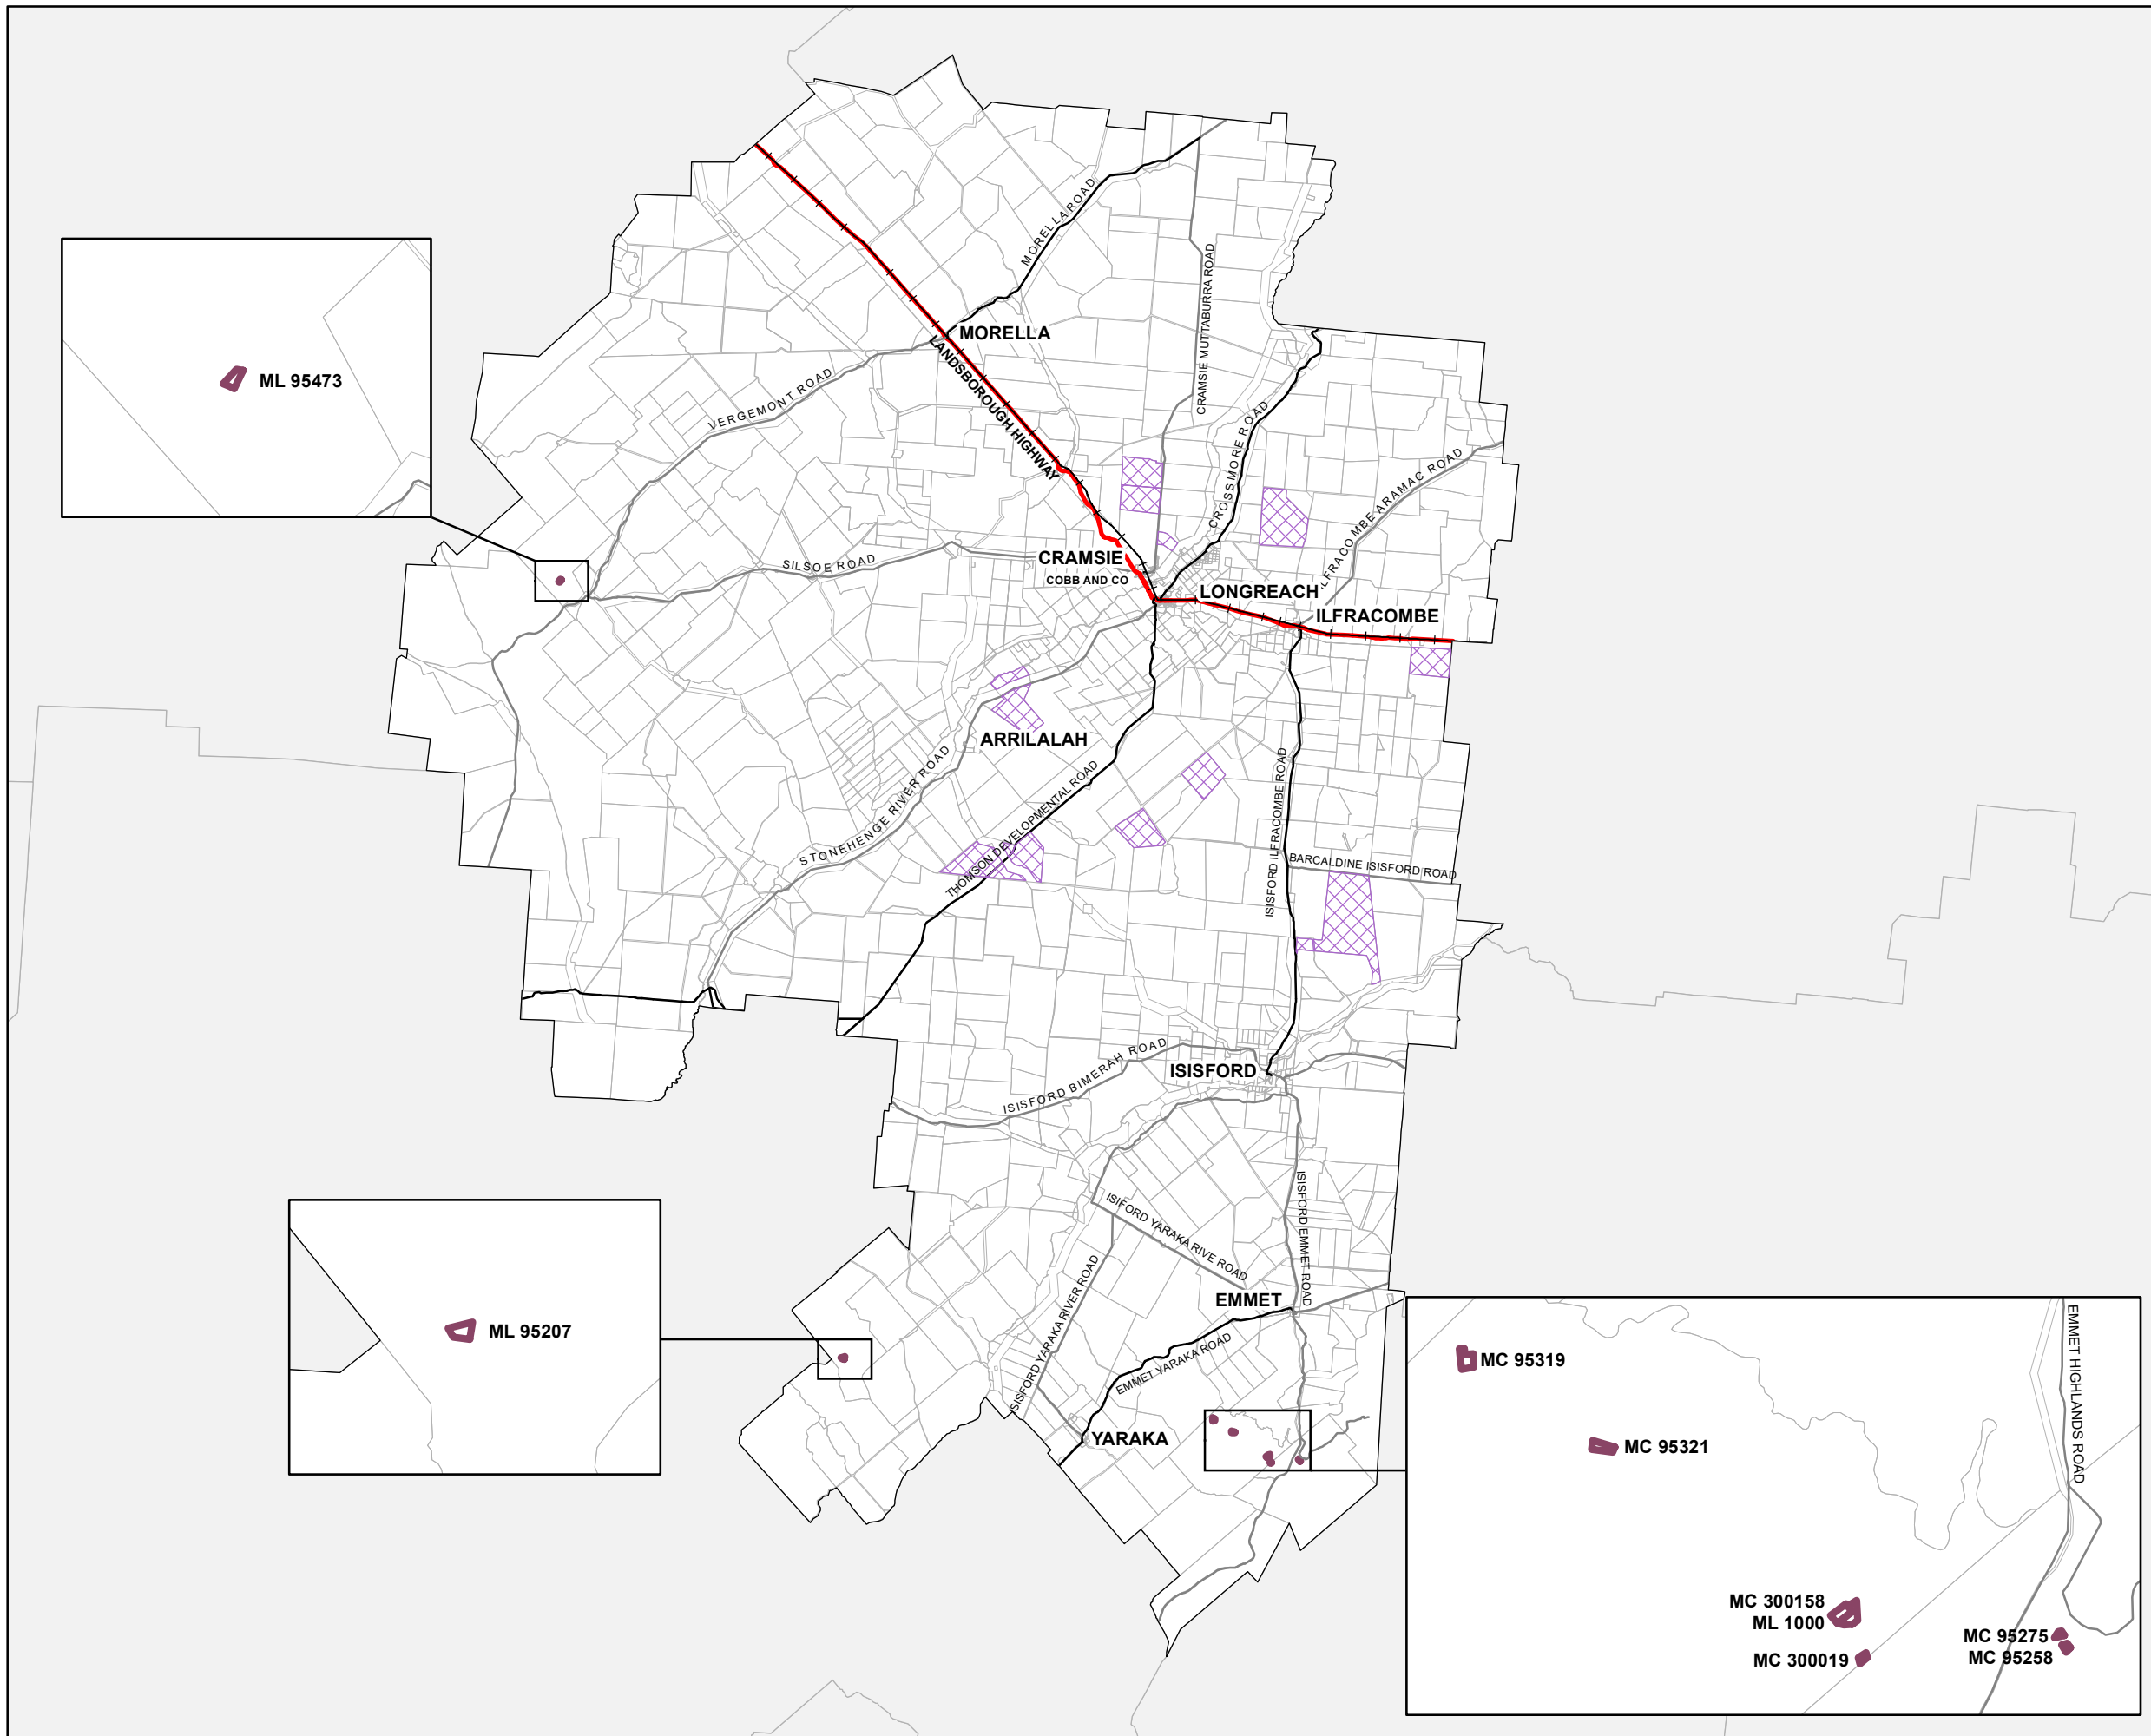 MORELLA ROAD
CRAMSIE MUTTABURRA ROAD
MORELLA
LANDSBOROUGH HIGHWAY
VERGEMONT ROAD
ML 95473
CROSSMORE ROAD
ILFRACOMBE ARAMAC ROAD
SILSOE ROAD
CRAMSIE
COBB AND CO
LONGREACH
ILFRACOMBE
ARRILALAH
STONEHENGE RIVER ROAD
THOMSON DEVELOPMENTAL ROAD
ISISFORD ILFRACOMBE ROAD
BARCALDINE ISISFORD ROAD
ISISFORD BIMERAH ROAD
ISISFORD
ISIFORD YARAKA RIVE ROAD
ISISFORD EMMET ROAD
ISISFORD YARAKA RIVER ROAD
EMMET
EMMET YARAKA ROAD
YARAKA
ML 95207
EMMET HIGHLANDS ROAD
MC 95319
MC 95321
MC 300158
ML 1000
MC 300019
MC 95275
MC 95258